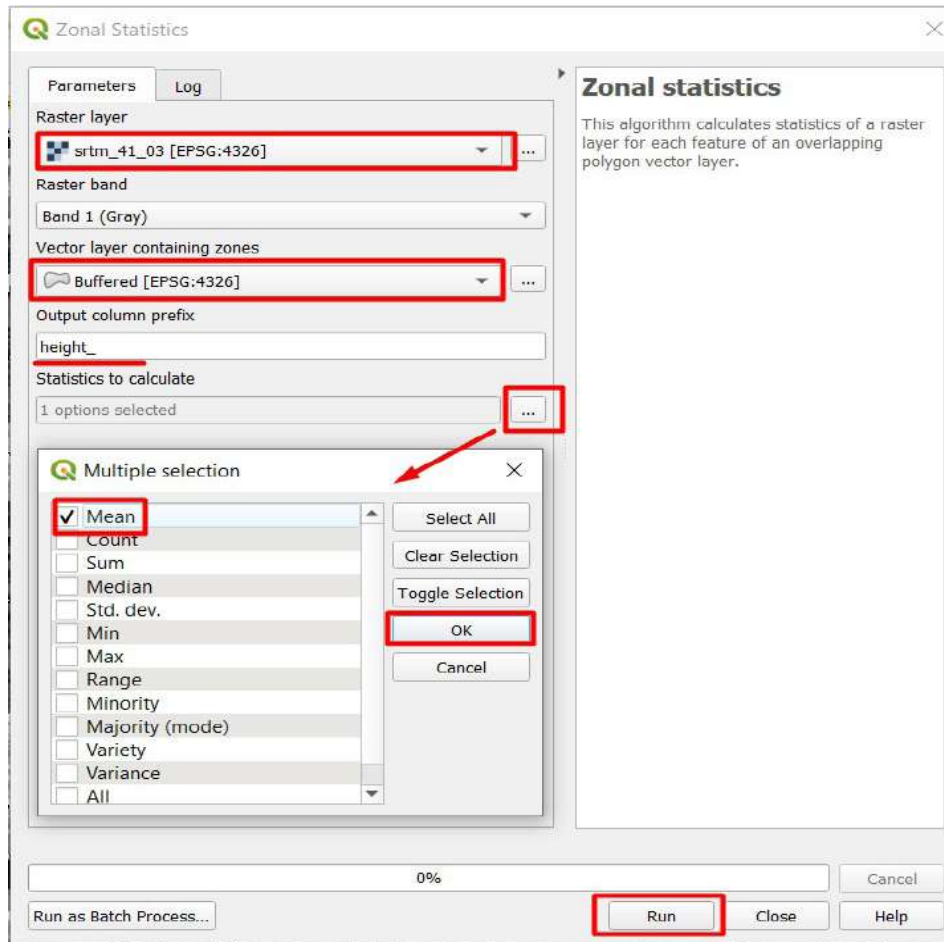 Zonal Statistics
Parameters
Log
Raster layer
srtm_41_03 [EPSG:4326]
...
Raster band
Band 1 (Gray)
Vector layer containing zones
Buffered [EPSG:4326]
...
Output column prefix
height_
Statistics to calculate
1 options selected
...
Multiple selection
Mean
Count
Sum
Median
Std. dev.
Min
Max
Range
Minority
Majority (mode)
Variety
Variance
All
Select All
Clear Selection
Toggle Selection
OK
Cancel
Zonal statistics
This algorithm calculates statistics of a raster
layer for each feature of an overlapping
polygon vector layer.
0%
Cancel
Run as Batch Process...
Run
Close
Help